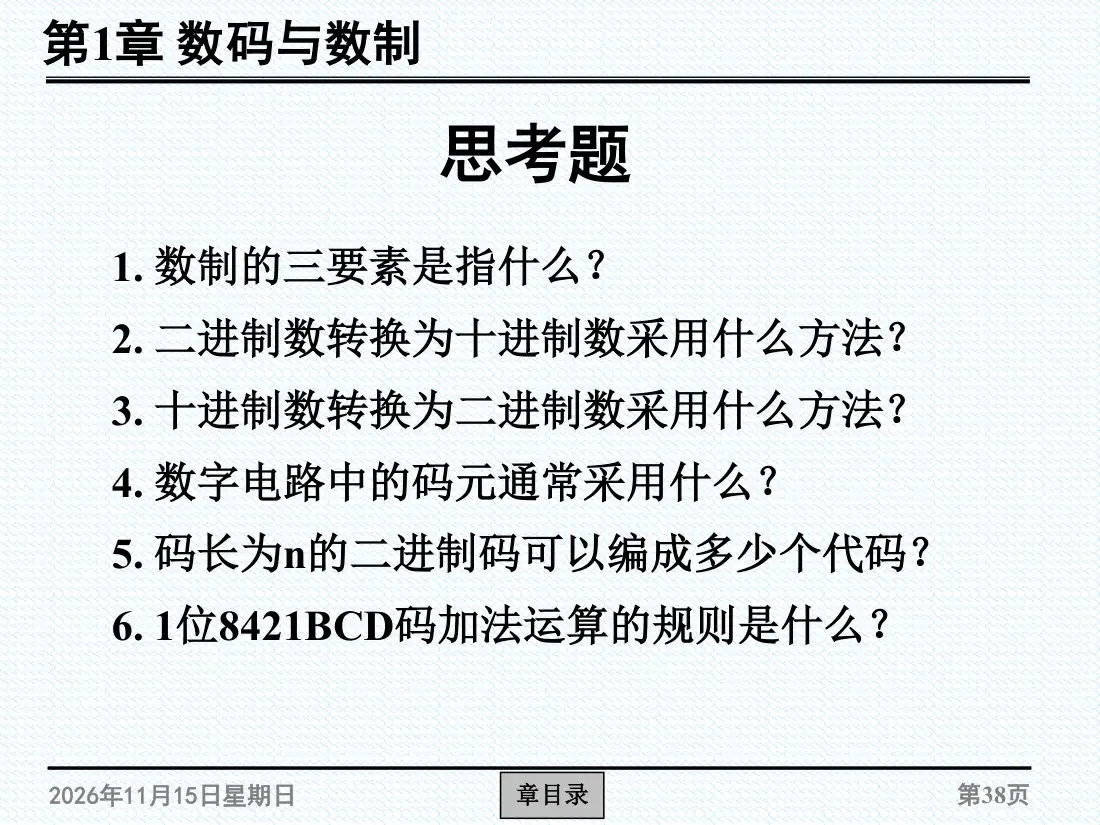 第1章 数码与数制
思考题
1. 数制的三要素是指什么？
2. 二进制数转换为十进制数采用什么方法？
3. 十进制数转换为二进制数采用什么方法？
4. 数字电路中的码元通常采用什么？
5. 码长为n的二进制码可以编成多少个代码？
6. 1位8421BCD码加法运算的规则是什么？
2026年11月15日星期日
章目录
第38页